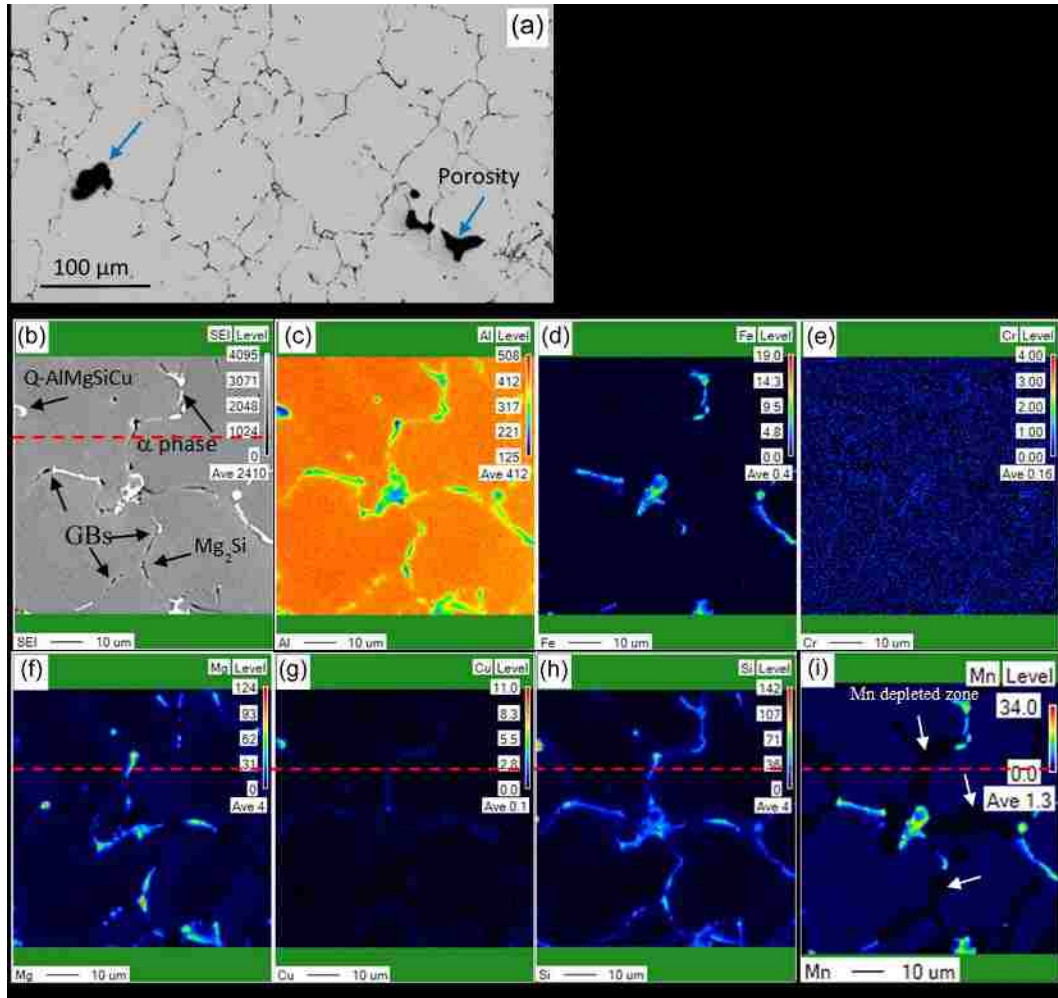 (a)
Porosity
100 µm
(b)
SEI Level
4095
3071
2048
1024
0
Ave 2410
Q-AlMgSiCu
α phase
GBs
Mg₂Si
SEI 10 um
(c)
Al Level
508
412
317
221
125
Ave 412
Al 10 um
(d)
Fe Level
19.0
14.3
9.5
4.8
0.0
Ave 0.4
Fe 10 um
(e)
Cr Level
4.00
3.00
2.00
1.00
0.00
Ave 0.16
Cr 10 um
(f)
Mg Level
124
93
62
31
0
Ave 4
Mg 10 um
(g)
Cu Level
11.0
8.3
5.5
2.8
0.0
Ave 0.1
Cu 10 um
(h)
Si Level
142
107
71
36
0
Ave 4
Si 10 um
(i)
Mn Level
Mn depleted zone
34.0
0.0
Ave 1.3
Mn 10 um